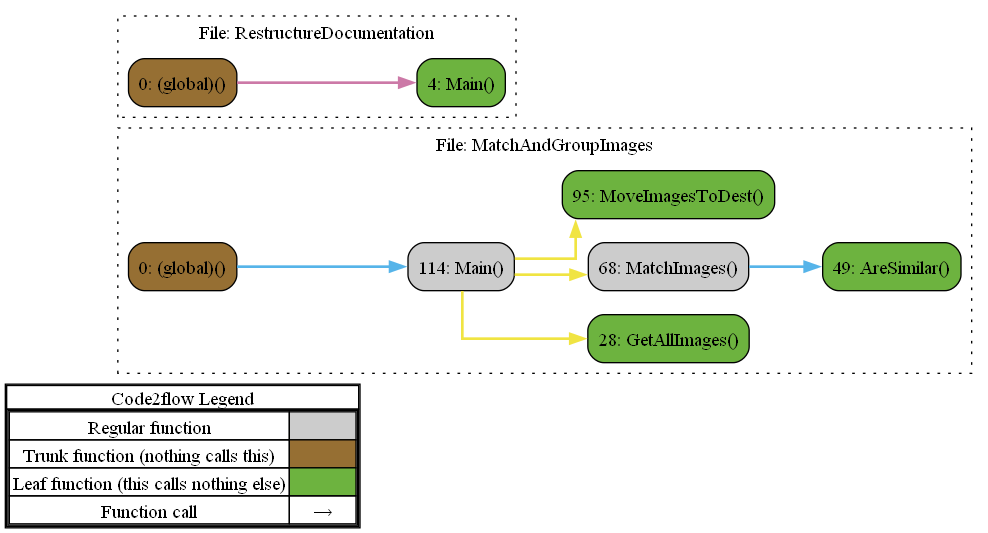 File: RestructureDocumentation
0: (global)()
4: Main()
File: MatchAndGroupImages
95: MoveImagesToDest()
0: (global)()
114: Main()
68: MatchImages()
49: AreSimilar()
28: GetAllImages()
Code2flow Legend
Regular function
Trunk function (nothing calls this)
Leaf function (this calls nothing else)
Function call →